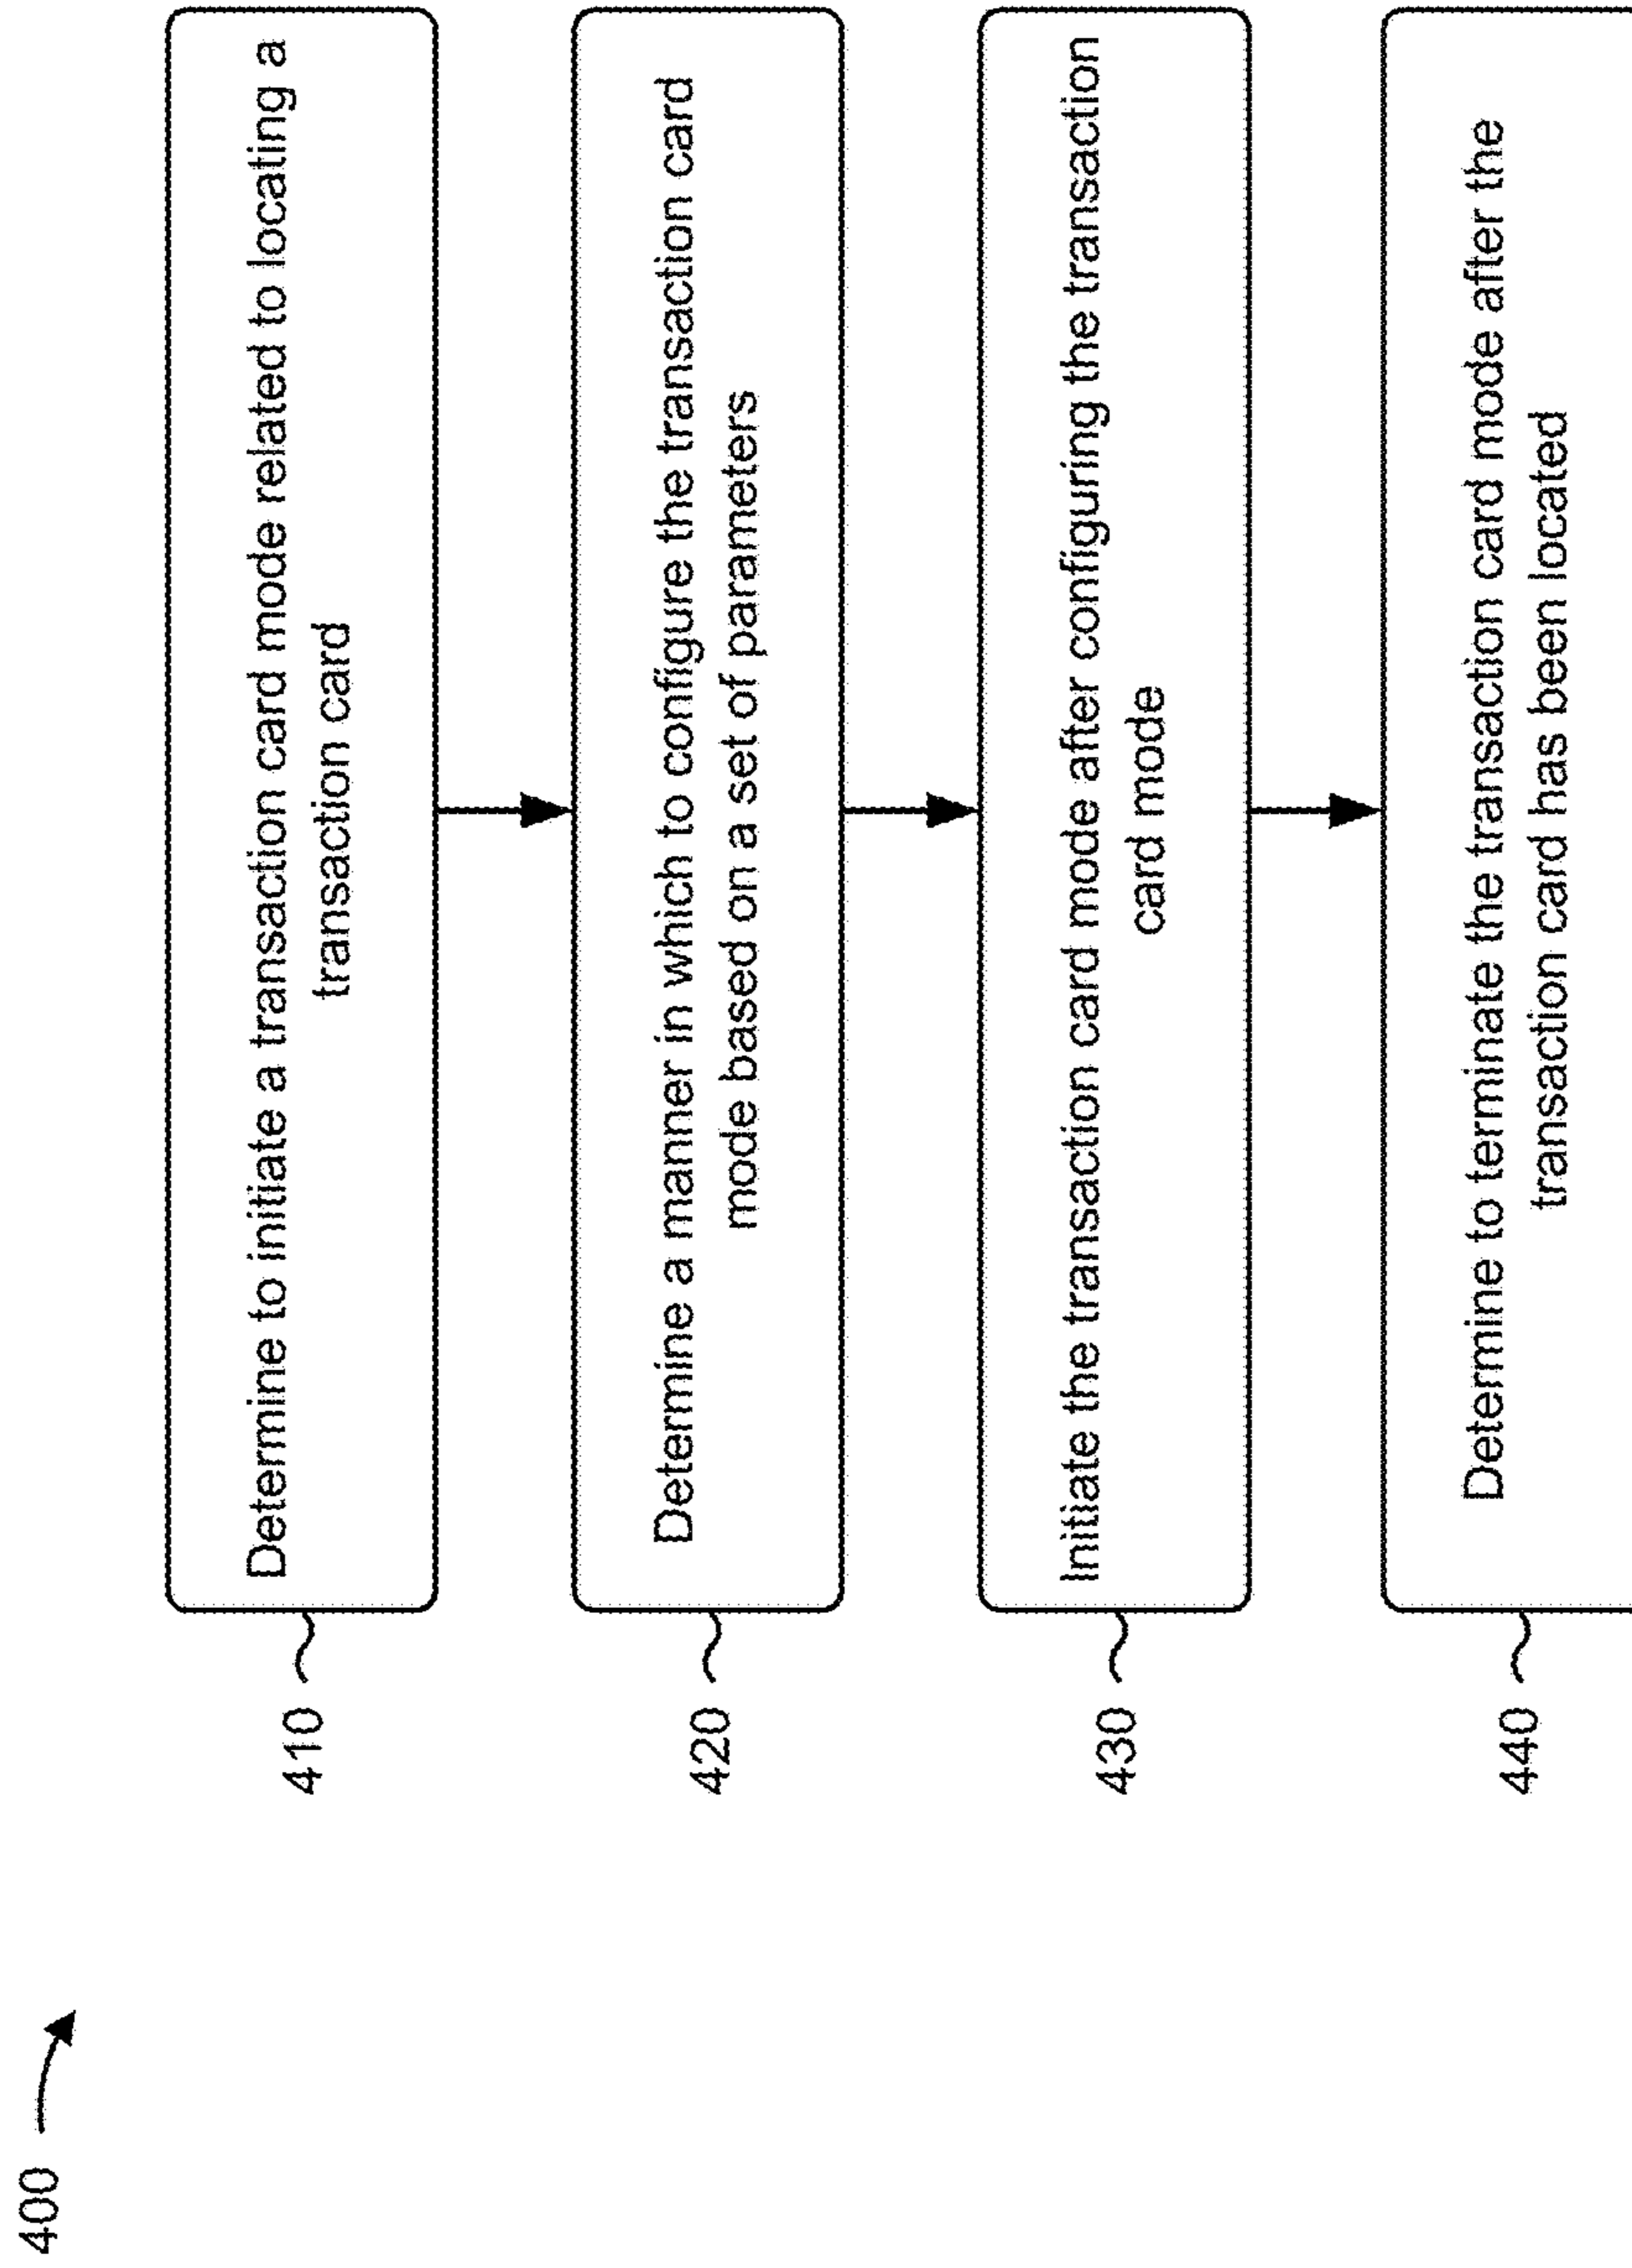 400
410
Determine to initiate a transaction card mode related to locating a
transaction card
420
Determine a manner in which to configure the transaction card
mode based on a set of parameters
430
Initiate the transaction card mode after configuring the transaction
card mode
440
Determine to terminate the transaction card mode after the
transaction card has been located